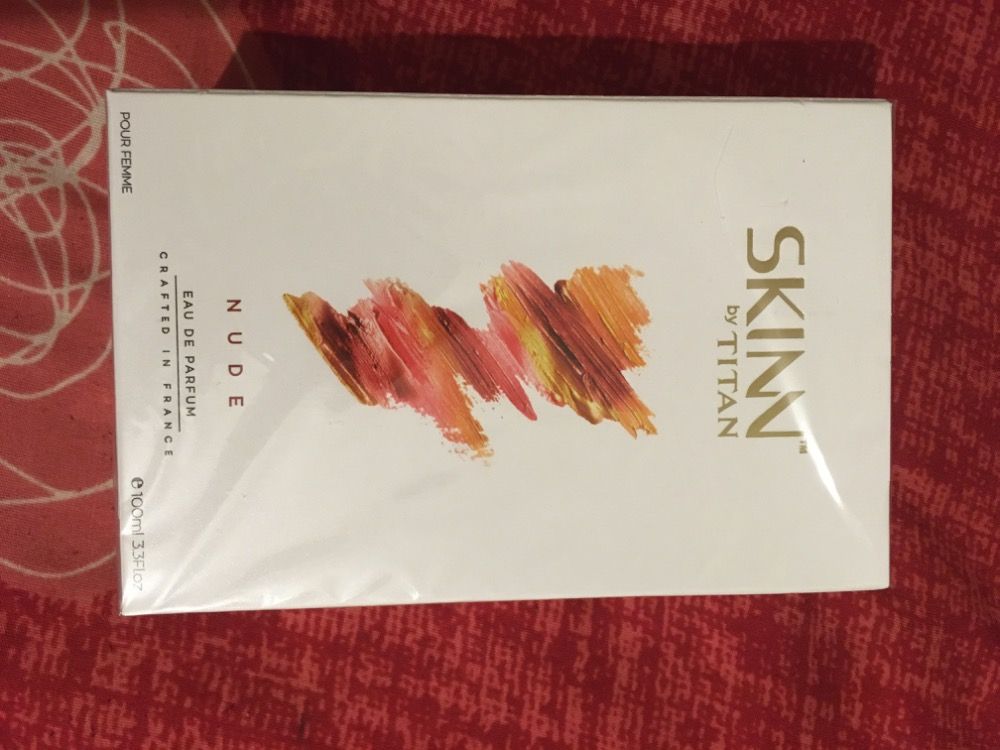 SKINN™
by TITAN
NUDE
EAU DE PARFUM
CRAFTED IN FRANCE
POUR FEMME
℮100ml 3.3Fl.oz